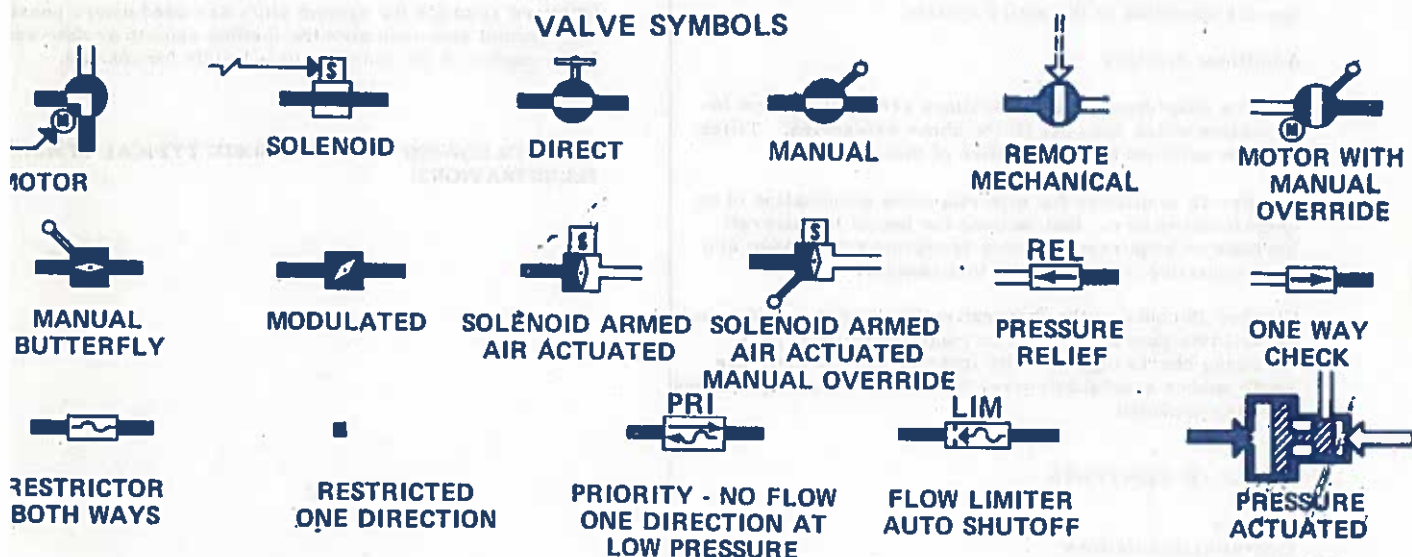 VALVE SYMBOLS
M
S
MOTOR
SOLENOID
DIRECT
MANUAL
REMOTE
MECHANICAL
M
MOTOR WITH
MANUAL
OVERRIDE
MANUAL
BUTTERFLY
MODULATED
S
SOLENOID ARMED
AIR ACTUATED
S
SOLENOID ARMED
AIR ACTUATED
MANUAL OVERRIDE
REL
PRESSURE
RELIEF
ONE WAY
CHECK
RESTRICTOR
BOTH WAYS
RESTRICTED
ONE DIRECTION
PRI
PRIORITY - NO FLOW
ONE DIRECTION AT
LOW PRESSURE
LIM
FLOW LIMITER
AUTO SHUTOFF
PRESSURE
ACTUATED